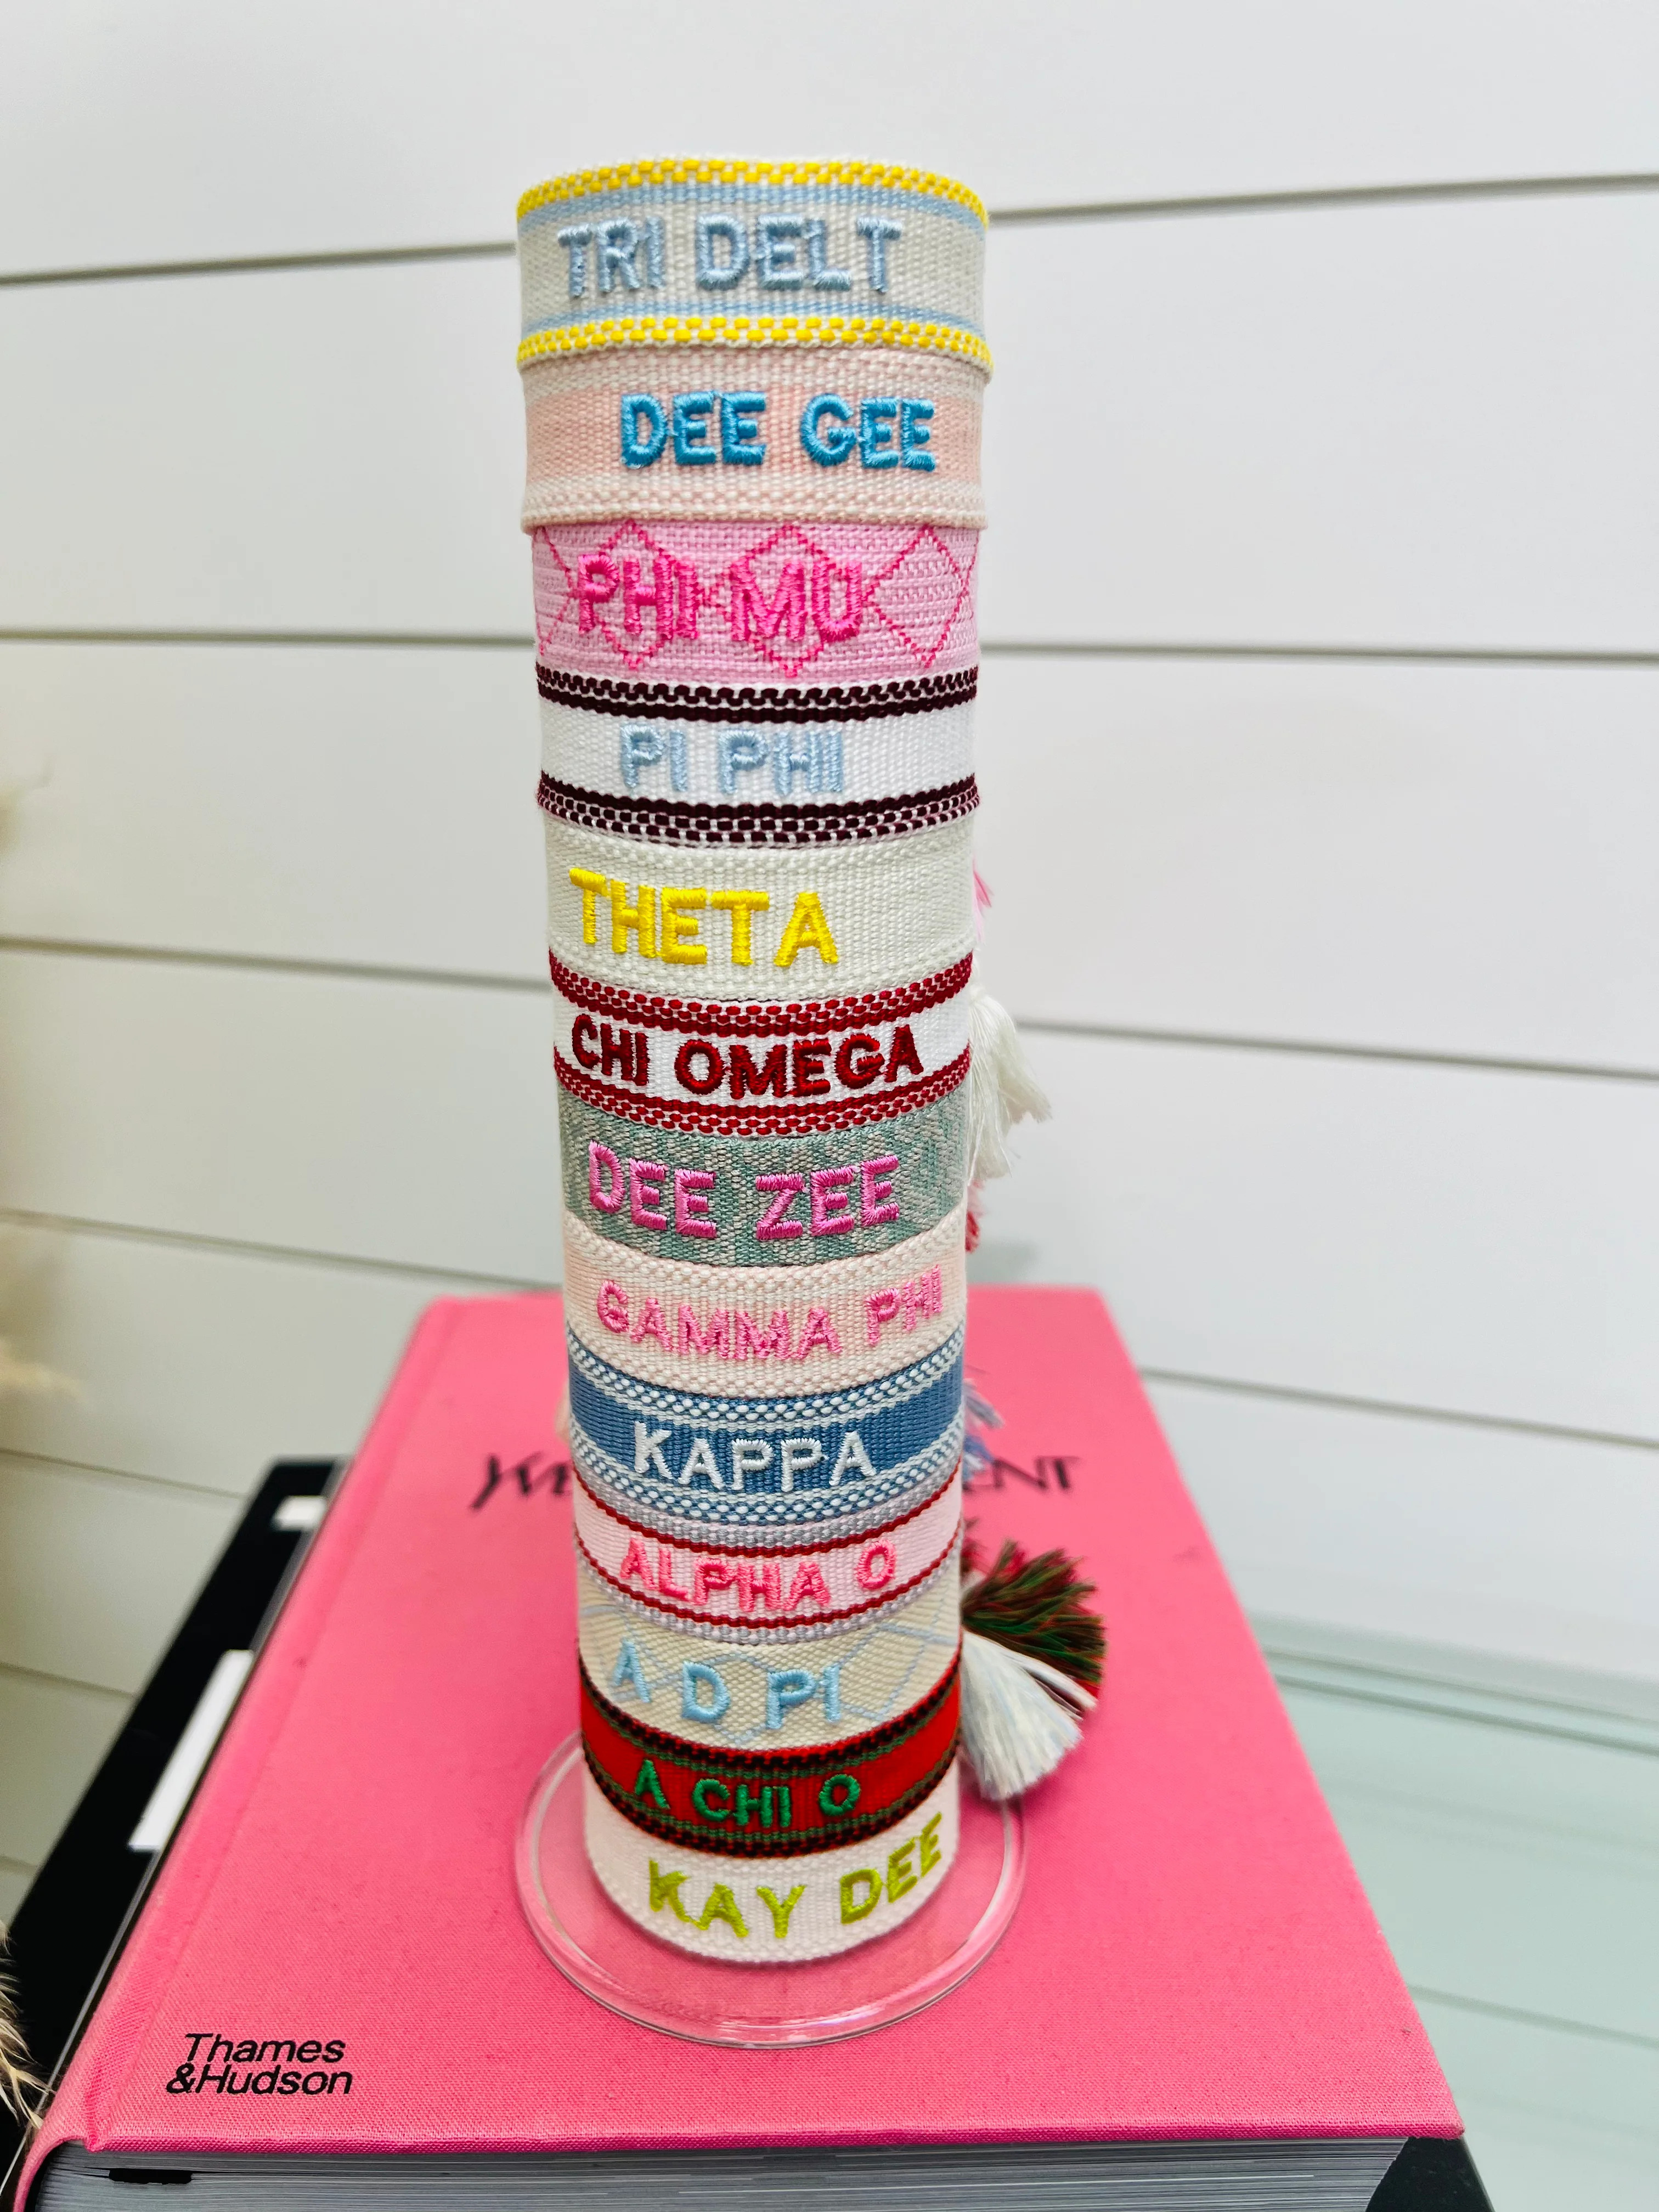 TRI DELT
DEE GEE
PHI MU
PI PHI
THETA
CHI OMEGA
DEE ZEE
GAMMA PHI
KAPPA
ALPHA O
A D PI
A CHI O
KAY DEE
Thames
&Hudson